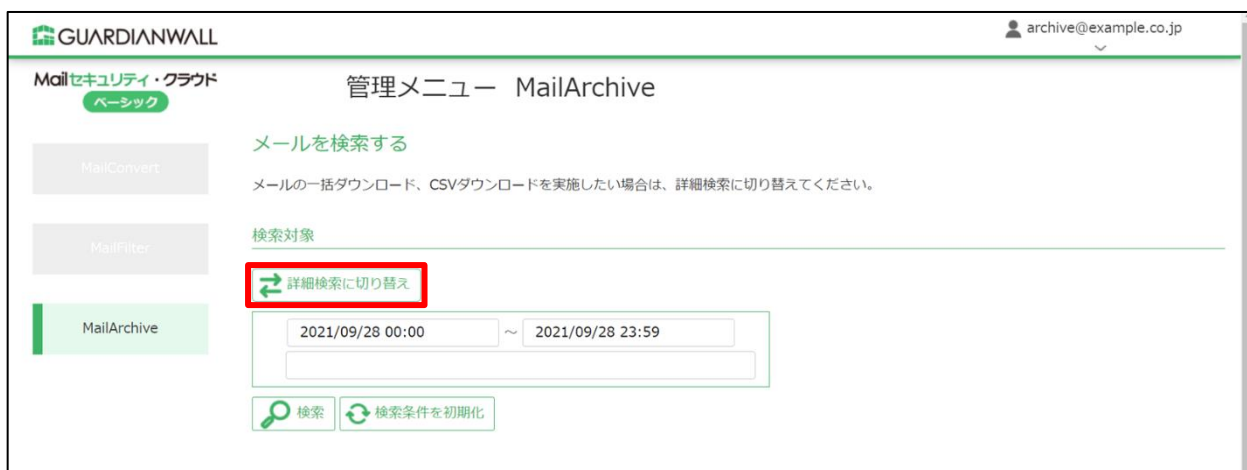 GUARDIANWALL
archive@example.co.jp
Mailセキュリティ・クラウド
ベーシック
管理メニュー MailArchive
MailConvert
MailFilter
MailArchive
メールを検索する
メールの一括ダウンロード、CSVダウンロードを実施したい場合は、詳細検索に切り替えてください。
検索対象
詳細検索に切り替え
2021/09/28 00:00 ～ 2021/09/28 23:59
検索 検索条件を初期化